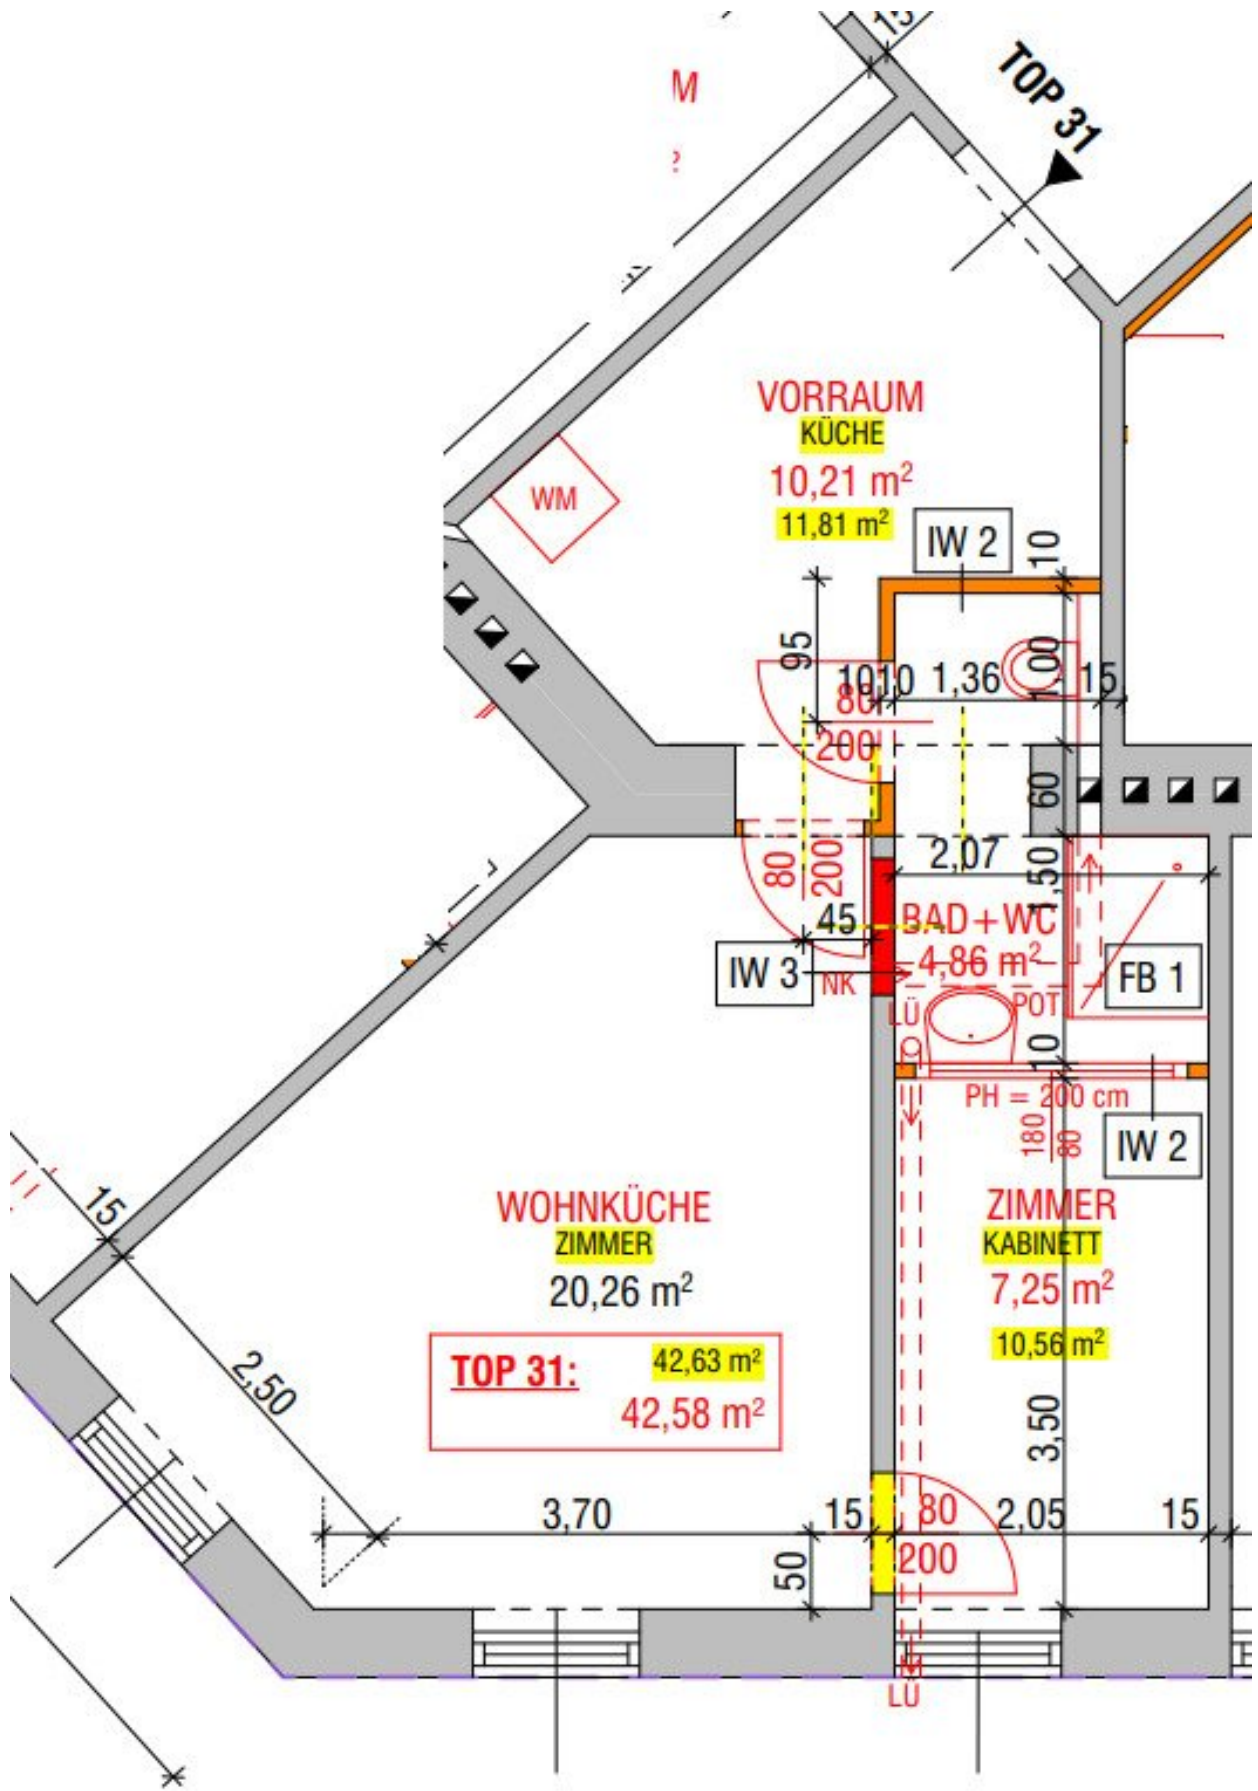 15
TOP 31
M
2
VORRAUM
KÜCHE
10,21 m²
11,81 m²
WM
IW 2
10
95
1,00
10 10
1,36
15
80
200
60
80
200
2,07
1,50
45
BAD+WC
4,86 m²
IW 3
NK
FB 1
LÜ
POT
10
PH = 200 cm
180
80
IW 2
15
WOHNKÜCHE
ZIMMER
20,26 m²
ZIMMER
KABINETT
7,25 m²
10,56 m²
TOP 31:
42,63 m²
42,58 m²
2,50
3,50
3,70
15
80
200
2,05
15
50
LÜ